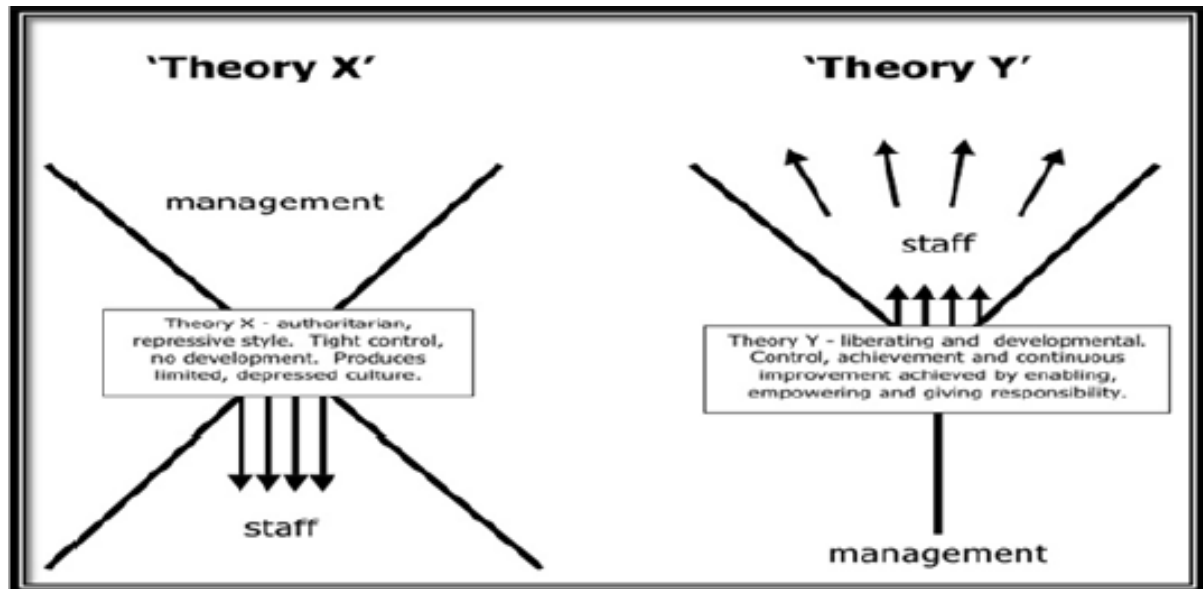 ‘Theory X’
management
Theory X - authoritarian,
repressive style. Tight control,
no development. Produces
limited, depressed culture.
staff
‘Theory Y’
staff
Theory Y - liberating and developmental.
Control, achievement and continuous
improvement achieved by enabling,
empowering and giving responsibility.
management